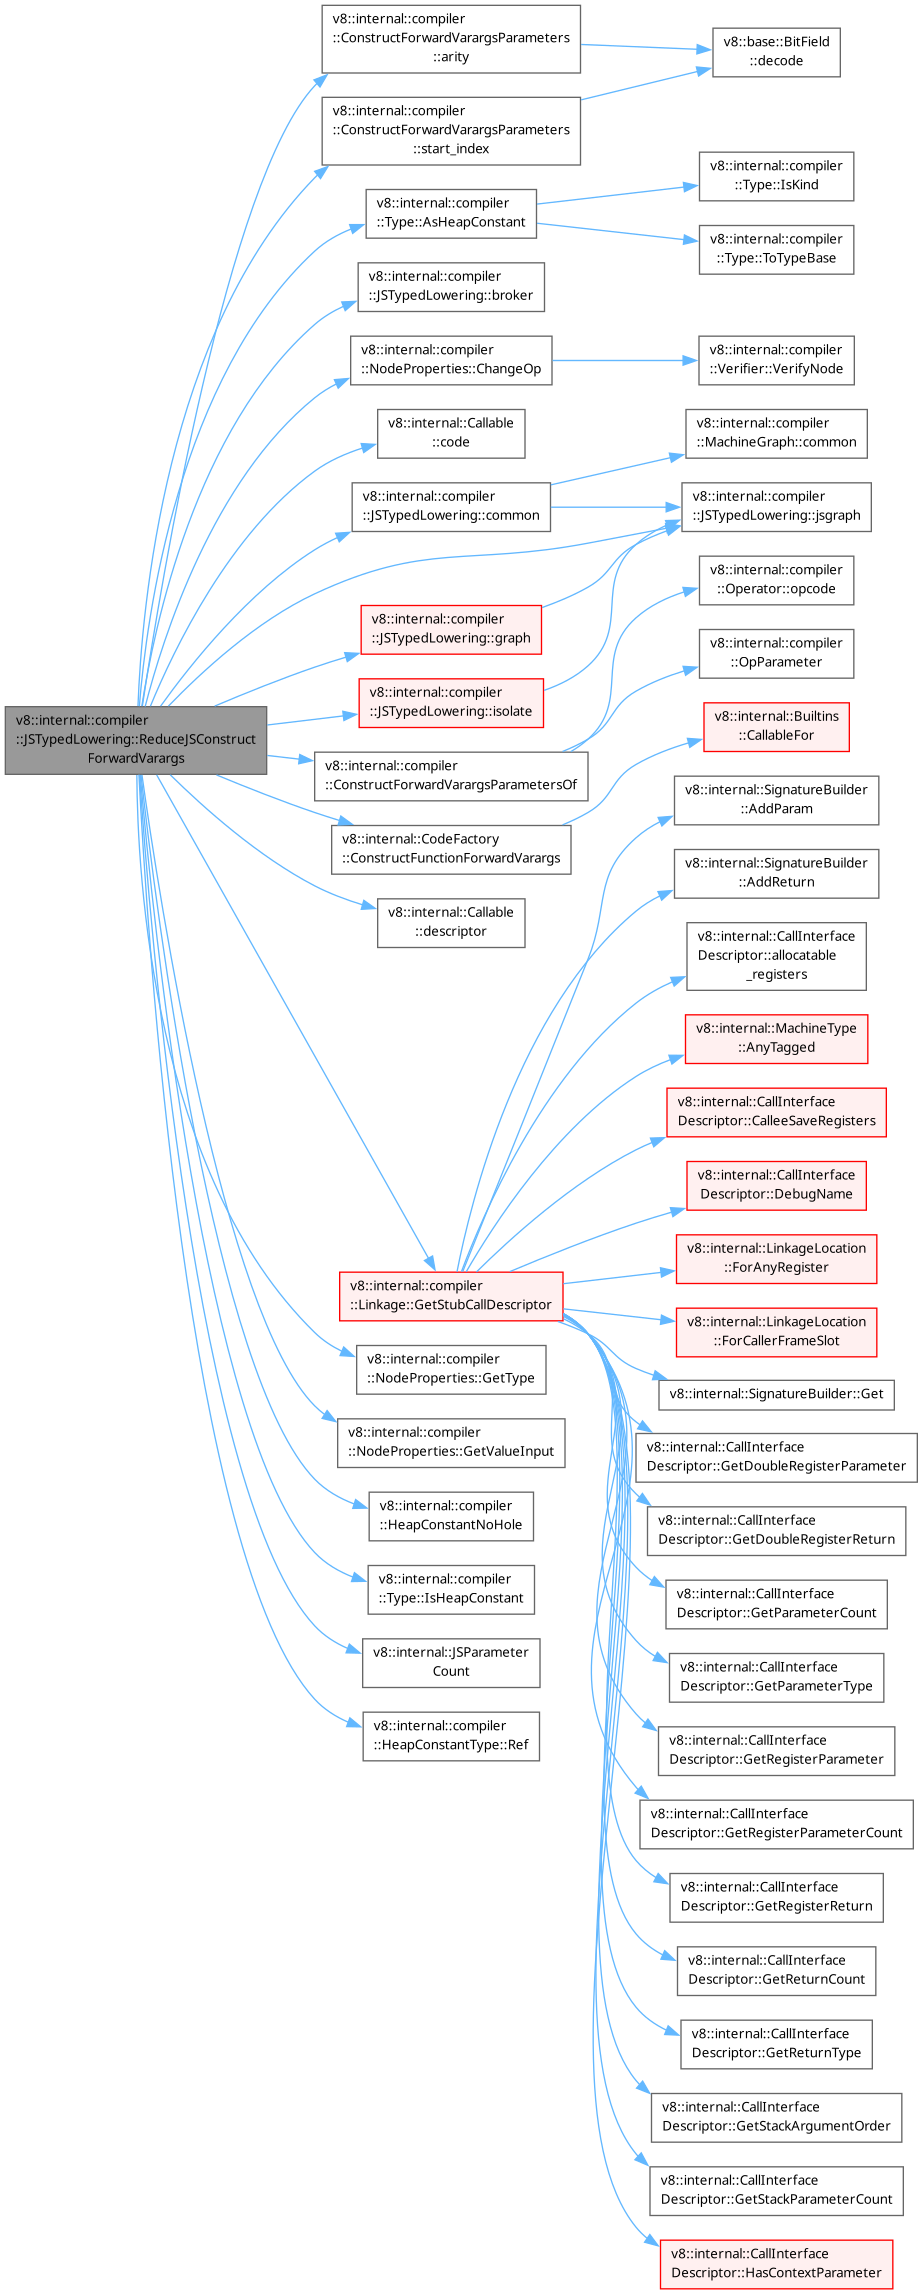 v8::internal::compiler
::JSTypedLowering::ReduceJSConstruct
ForwardVarargs
v8::internal::compiler
::ConstructForwardVarargsParameters
::arity
v8::internal::compiler
::ConstructForwardVarargsParameters
::start_index
v8::internal::compiler
::Type::AsHeapConstant
v8::internal::compiler
::JSTypedLowering::broker
v8::internal::compiler
::NodeProperties::ChangeOp
v8::internal::Callable
::code
v8::internal::compiler
::JSTypedLowering::common
v8::internal::compiler
::JSTypedLowering::graph
v8::internal::compiler
::JSTypedLowering::isolate
v8::internal::compiler
::ConstructForwardVarargsParametersOf
v8::internal::CodeFactory
::ConstructFunctionForwardVarargs
v8::internal::Callable
::descriptor
v8::internal::compiler
::Linkage::GetStubCallDescriptor
v8::internal::compiler
::NodeProperties::GetType
v8::internal::compiler
::NodeProperties::GetValueInput
v8::internal::compiler
::HeapConstantNoHole
v8::internal::compiler
::Type::IsHeapConstant
v8::internal::JSParameter
Count
v8::internal::compiler
::HeapConstantType::Ref
v8::base::BitField
::decode
v8::internal::compiler
::Type::IsKind
v8::internal::compiler
::Type::ToTypeBase
v8::internal::compiler
::Verifier::VerifyNode
v8::internal::compiler
::MachineGraph::common
v8::internal::compiler
::JSTypedLowering::jsgraph
v8::internal::compiler
::Operator::opcode
v8::internal::compiler
::OpParameter
v8::internal::Builtins
::CallableFor
v8::internal::SignatureBuilder
::AddParam
v8::internal::SignatureBuilder
::AddReturn
v8::internal::CallInterface
Descriptor::allocatable
_registers
v8::internal::MachineType
::AnyTagged
v8::internal::CallInterface
Descriptor::CalleeSaveRegisters
v8::internal::CallInterface
Descriptor::DebugName
v8::internal::LinkageLocation
::ForAnyRegister
v8::internal::LinkageLocation
::ForCallerFrameSlot
v8::internal::SignatureBuilder::Get
v8::internal::CallInterface
Descriptor::GetDoubleRegisterParameter
v8::internal::CallInterface
Descriptor::GetDoubleRegisterReturn
v8::internal::CallInterface
Descriptor::GetParameterCount
v8::internal::CallInterface
Descriptor::GetParameterType
v8::internal::CallInterface
Descriptor::GetRegisterParameter
v8::internal::CallInterface
Descriptor::GetRegisterParameterCount
v8::internal::CallInterface
Descriptor::GetRegisterReturn
v8::internal::CallInterface
Descriptor::GetReturnCount
v8::internal::CallInterface
Descriptor::GetReturnType
v8::internal::CallInterface
Descriptor::GetStackArgumentOrder
v8::internal::CallInterface
Descriptor::GetStackParameterCount
v8::internal::CallInterface
Descriptor::HasContextParameter